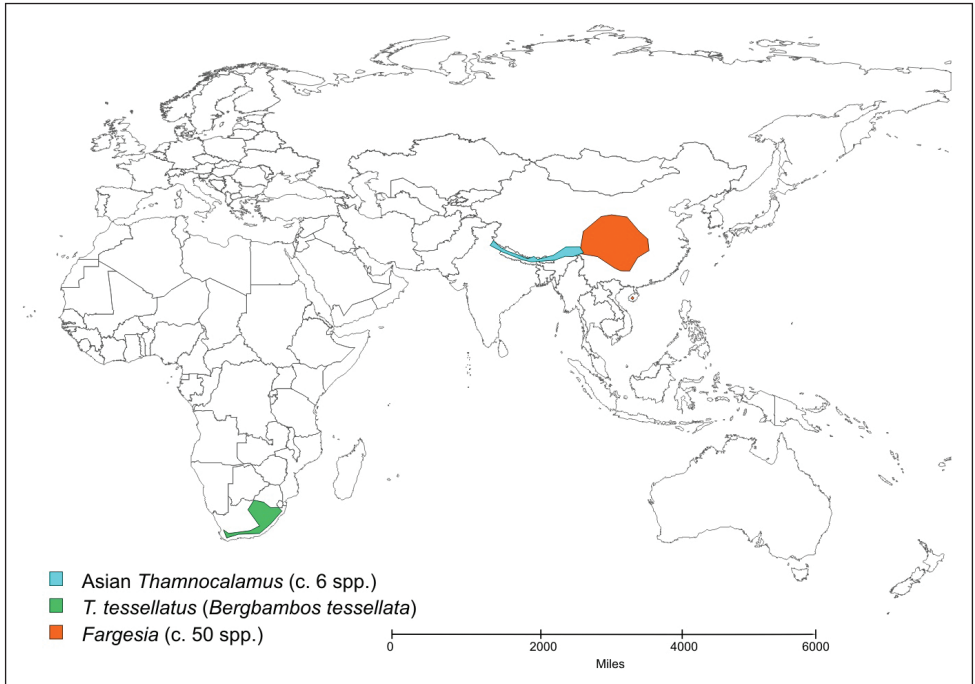 Asian Thamnocalamus (c. 6 spp.)
T. tessellatus (Bergbambos tessellata)
Fargesia (c. 50 spp.)
0 2000 4000 6000
Miles